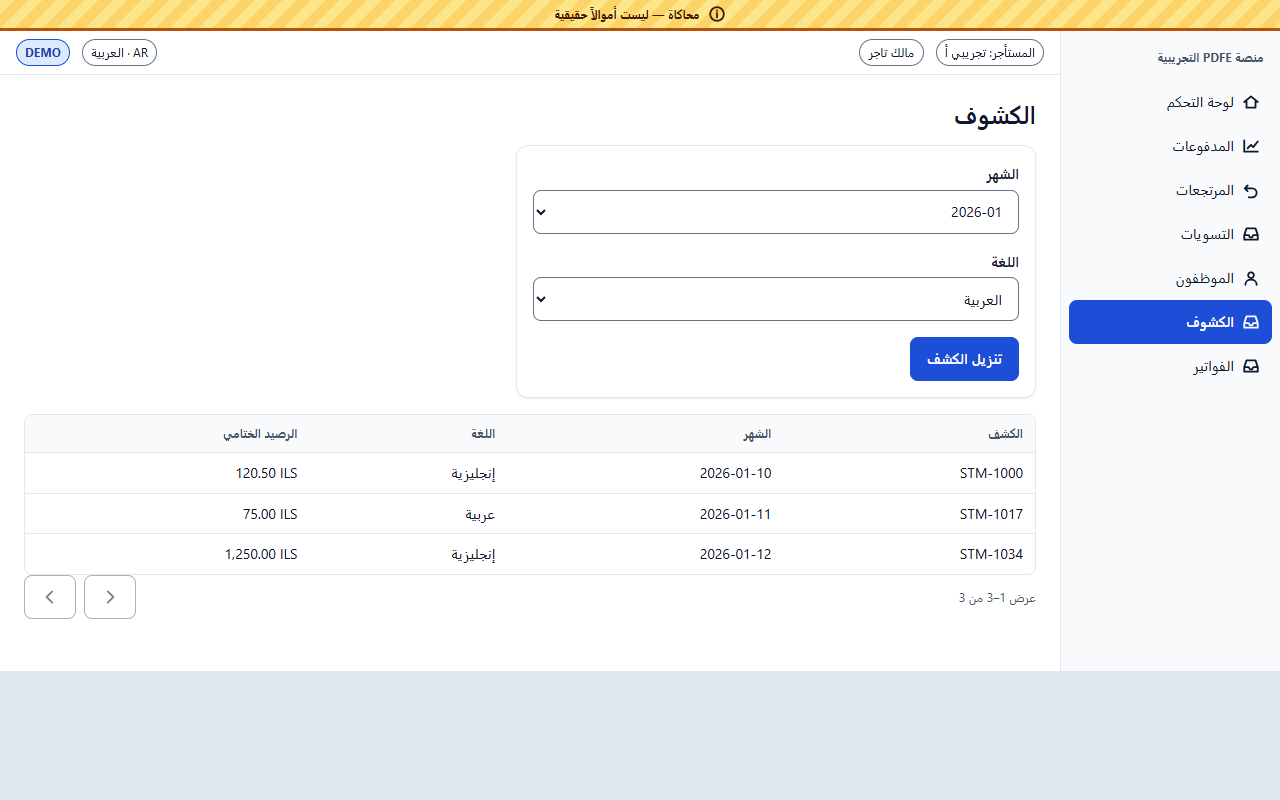 محاكاة — ليست أموالاً حقيقية
منصة PDFE التجريبية
لوحة التحكم
المدفوعات
المرتجعات
التسويات
الموظفون
الكشوف
الفواتير
المستأجر: تجريبي أ
مالك تاجر
AR · العربية
DEMO
الكشوف
الشهر
2026-01
اللغة
العربية
تنزيل الكشف
الكشف الشهر اللغة الرصيد الختامي
STM-1000 2026-01-10 إنجليزية 120.50 ILS
STM-1017 2026-01-11 عربية 75.00 ILS
STM-1034 2026-01-12 إنجليزية 1,250.00 ILS
عرض 1–3 من 3